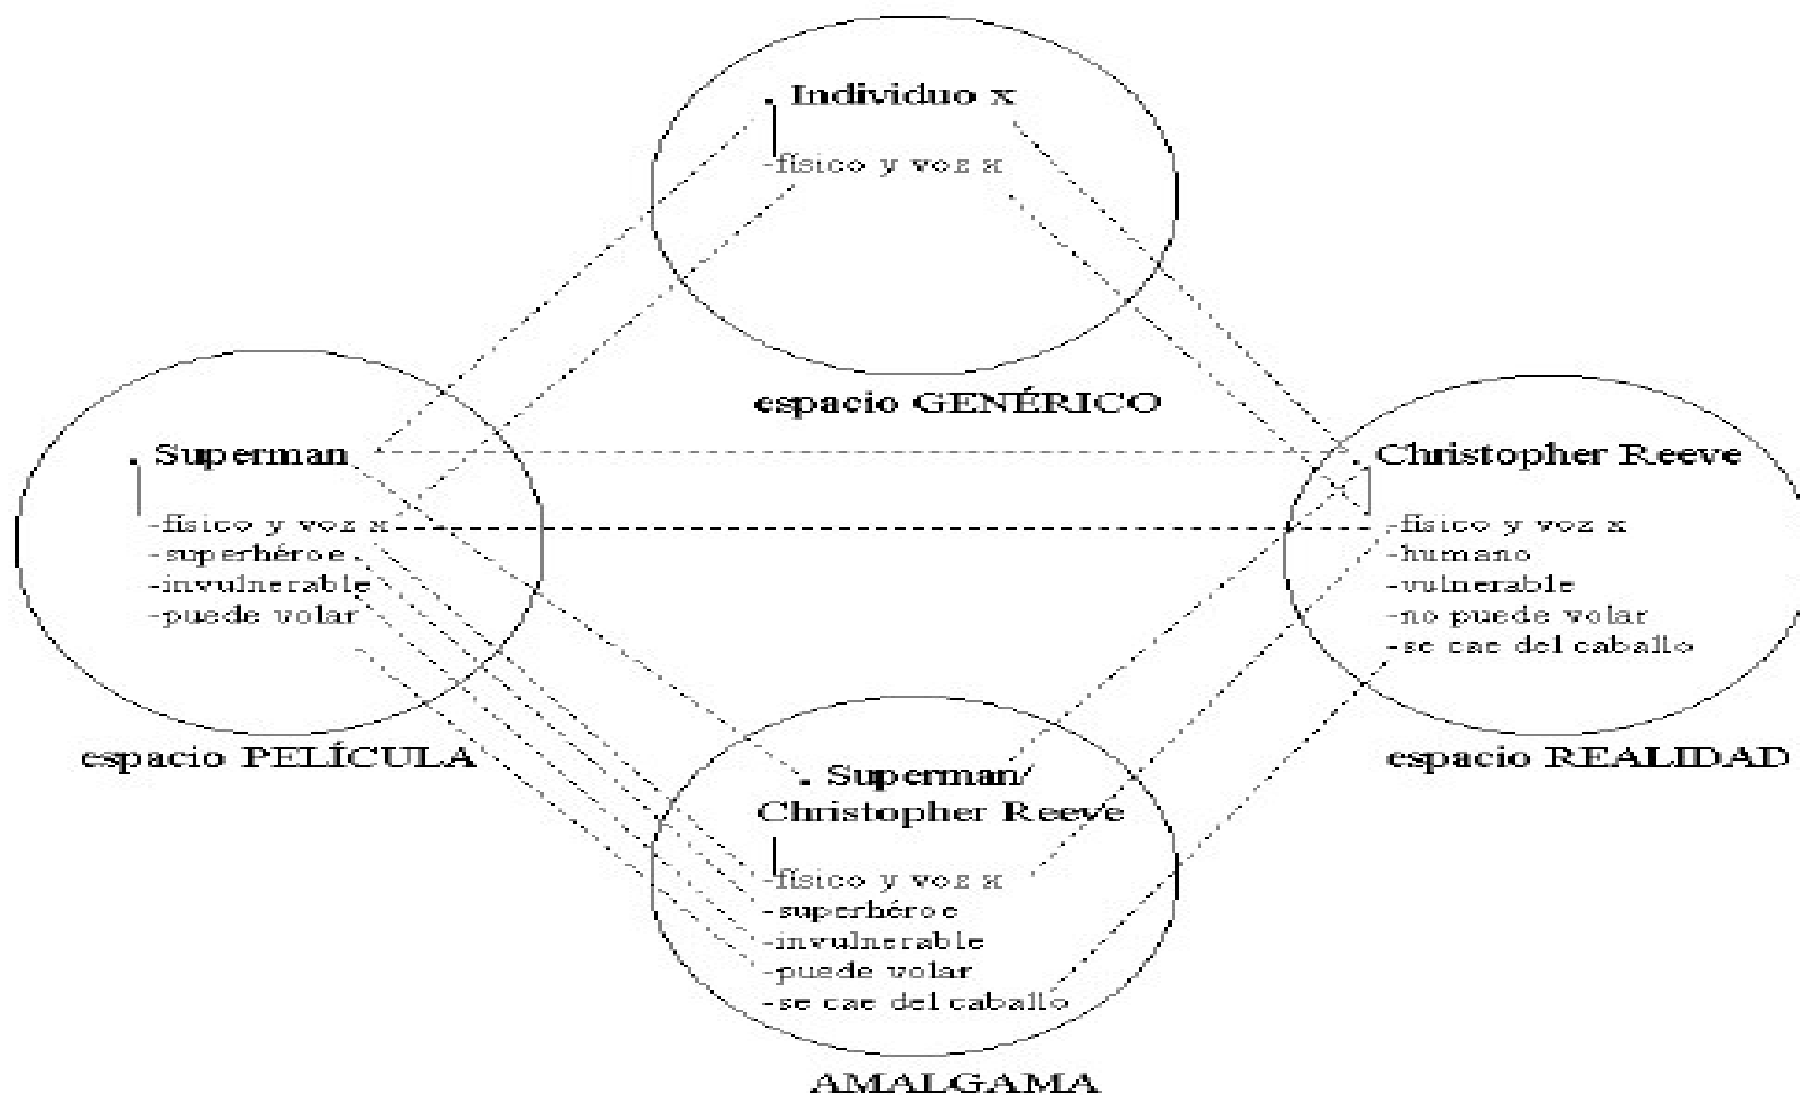 . Individuo x
-físico y voz x
espacio GENÉRICO
. Superman
-físico y voz x
-superhéroe
-invulnerable
-puede volar
espacio PELÍCULA
. Christopher Reeve
-físico y voz x
-humano
-vulnerable
-no puede volar
-se cae del caballo
espacio REALIDAD
. Superman/
Christopher Reeve
-físico y voz x
-superhéroe
-invulnerable
-puede volar
-se cae del caballo
AMALGAMA